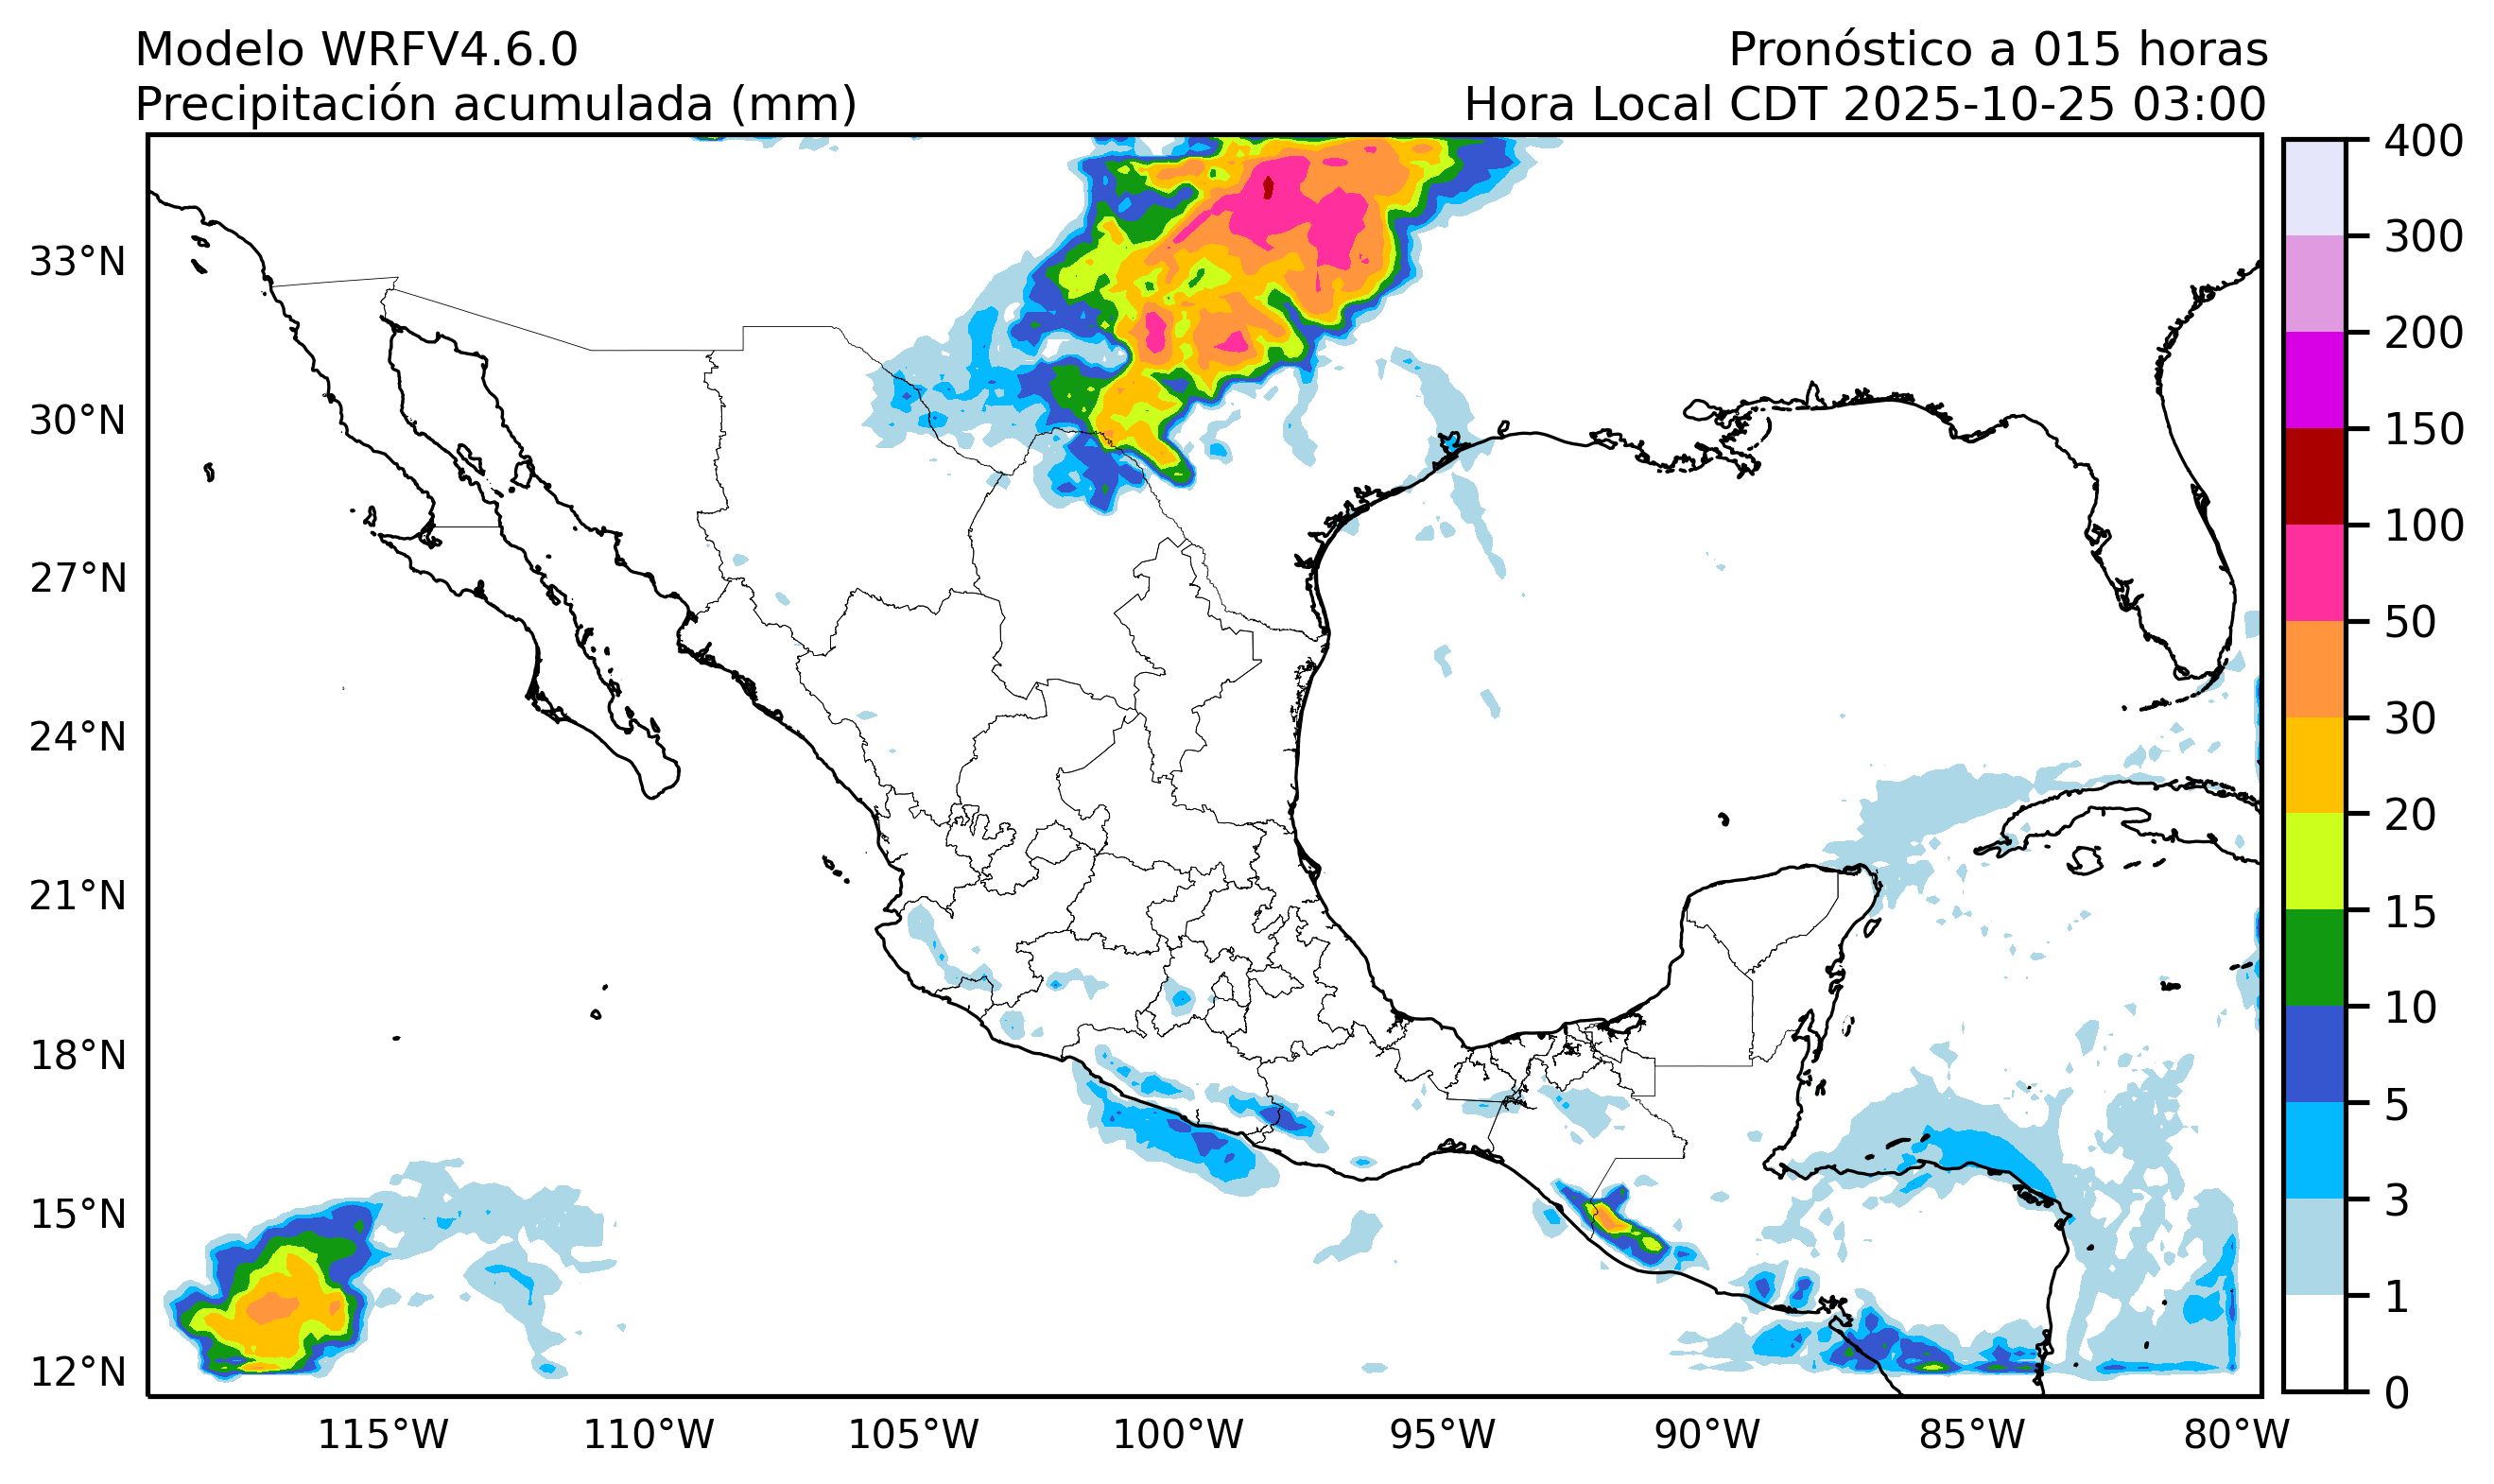 Modelo WRFV4.6.0
Precipitación acumulada (mm)
Pronóstico a 015 horas
Hora Local CDT 2025-10-25 03:00
33°N
30°N
27°N
24°N
21°N
18°N
15°N
12°N
115°W
110°W
105°W
100°W
95°W
90°W
85°W
80°W
400
300
200
150
100
50
30
20
15
10
5
3
1
0